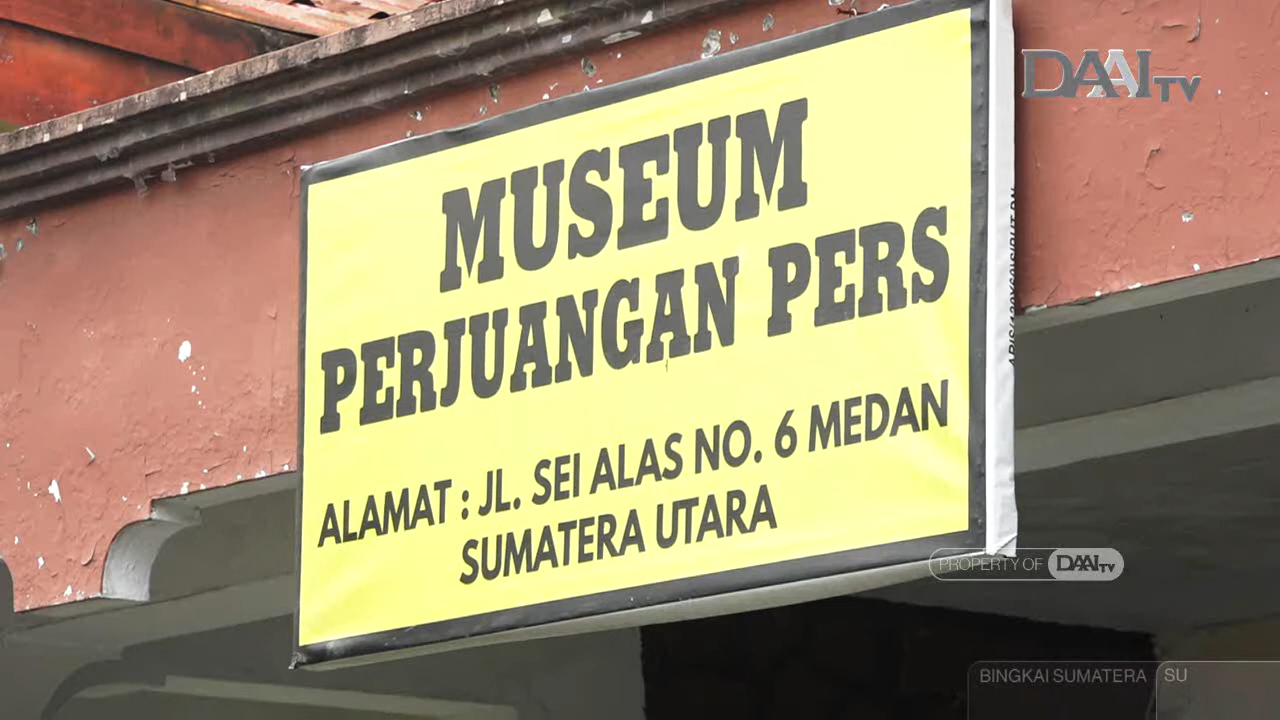 DAAI TV
MUSEUM
PERJUANGAN PERS
ALAMAT : JL. SEI ALAS NO. 6 MEDAN
SUMATERA UTARA
PROPERTY OF DAAI TV
BINGKAI SUMATERA
SU